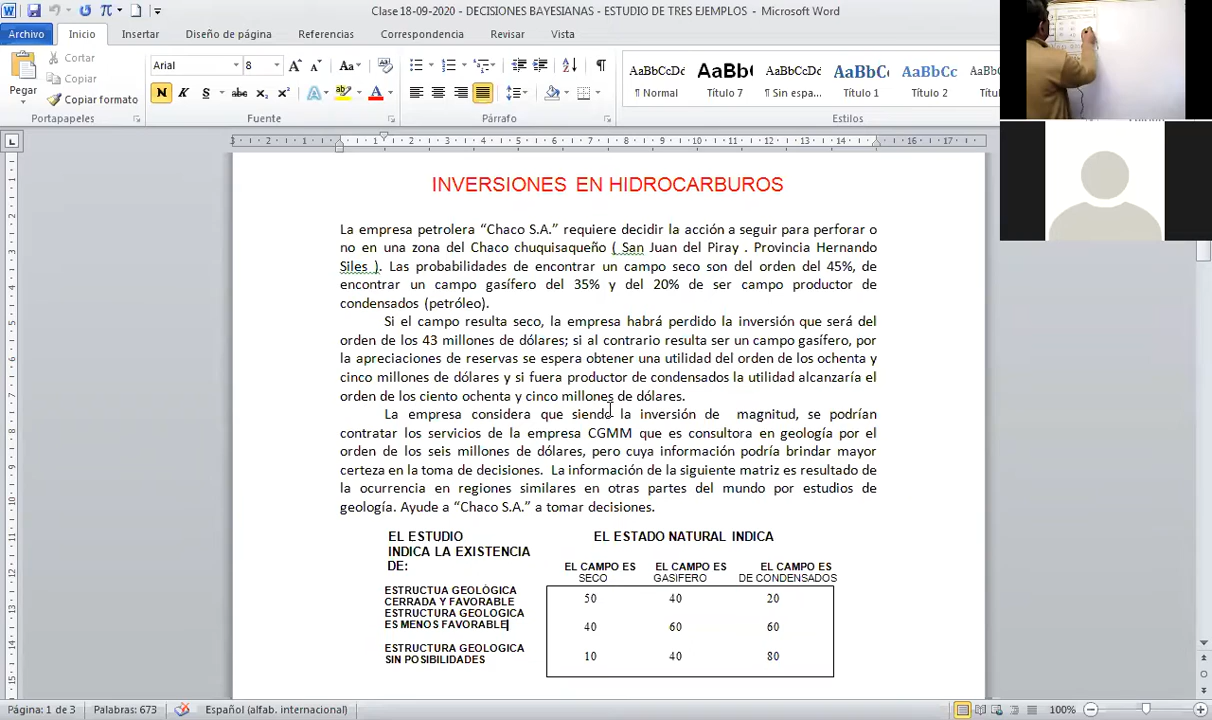 Clase 18-09-2020 - DECISIONES BAYESIANAS - ESTUDIO DE TRES EJEMPLOS - Microsoft Word
Archivo Inicio Insertar Diseño de página Referencias Correspondencia Revisar Vista
Cortar
Copiar
Copiar formato
Pegar
Portapapeles
Arial 8
N K S abc x₂ x² A A
Fuente
Párrafo
AaBbCcDd AaBbCc AaBbCcDd AaBbCc AaBbCc
¶ Normal Título 7 ¶ Sin espa... Título 1 Título 2
Estilos
INVERSIONES EN HIDROCARBUROS
La empresa petrolera “Chaco S.A.” requiere decidir la acción a seguir para perforar o
no en una zona del Chaco chuquisaqueño ( San Juan del Piray . Provincia Hernando
Siles ). Las probabilidades de encontrar un campo seco son del orden del 45%, de
encontrar un campo gasífero del 35% y del 20% de ser campo productor de
condensados (petróleo).
Si el campo resulta seco, la empresa habrá perdido la inversión que será del
orden de los 43 millones de dólares; si al contrario resulta ser un campo gasífero, por
la apreciaciones de reservas se espera obtener una utilidad del orden de los ochenta y
cinco millones de dólares y si fuera productor de condensados la utilidad alcanzaría el
orden de los ciento ochenta y cinco millones de dólares.
La empresa considera que siendo la inversión de magnitud, se podrían
contratar los servicios de la empresa CGMM que es consultora en geología por el
orden de los seis millones de dólares, pero cuya información podría brindar mayor
certeza en la toma de decisiones. La información de la siguiente matriz es resultado de
la ocurrencia en regiones similares en otras partes del mundo por estudios de
geología. Ayude a “Chaco S.A.” a tomar decisiones.
EL ESTUDIO
INDICA LA EXISTENCIA
DE:
EL ESTADO NATURAL INDICA
EL CAMPO ES EL CAMPO ES EL CAMPO ES
SECO GASIFERO DE CONDENSADOS
ESTRUCTUA GEOLÓGICA
CERRADA Y FAVORABLE
50 40 20
ESTRUCTURA GEOLOGICA
ES MENOS FAVORABLE
40 60 60
ESTRUCTURA GEOLOGICA
SIN POSIBILIDADES
10 40 80
Página: 1 de 3 Palabras: 673 Español (alfab. internacional) 100%